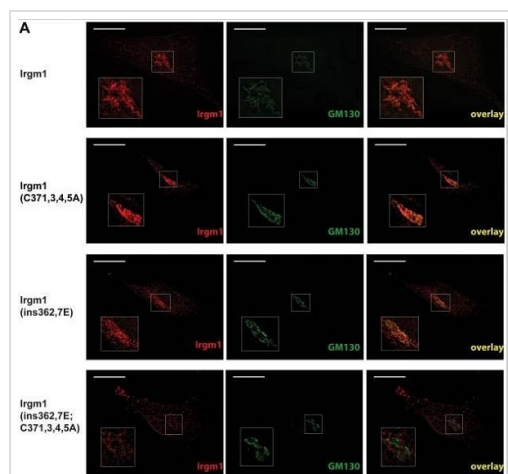 A
Irgm1
Irgm1
GM130
overlay
Irgm1
(C371,3,4,5A)
Irgm1
GM130
overlay
Irgm1
(ins362,7E)
Irgm1
GM130
overlay
Irgm1
(ins362,7E;
C371,3,4,5A)
Irgm1
GM130
overlay